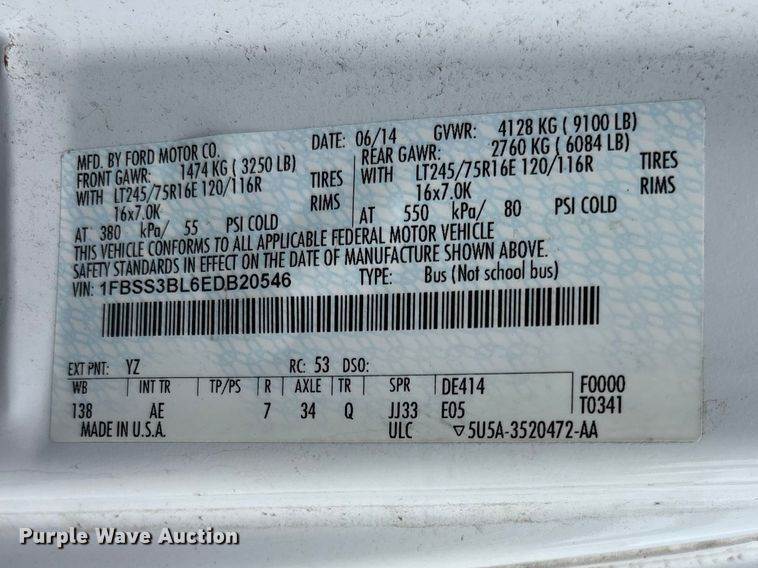 MFD. BY FORD MOTOR CO. DATE: 06/14 GVWR: 4128 KG ( 9100 LB)
FRONT GAWR: 1474 KG ( 3250 LB) REAR GAWR: 2760 KG ( 6084 LB)
WITH LT245/75R16E 120/116R TIRES WITH LT245/75R16E 120/116R TIRES
16x7.0K RIMS 16x7.0K RIMS
AT 380 kPa/ 55 PSI COLD AT 550 kPa/ 80 PSI COLD
THIS VEHICLE CONFORMS TO ALL APPLICABLE FEDERAL MOTOR VEHICLE
SAFETY STANDARDS IN EFFECT ON THE DATE OF MANUFACTURE SHOWN ABOVE.
VIN: 1FBSS3BL6EDB20546 TYPE: Bus (Not school bus)
EXT PNT: YZ RC: 53 DSO:
WB INT TR TP/PS R AXLE TR SPR DE414 F0000
138 AE 7 34 Q JJ33 E05 T0341
MADE IN U.S.A. ULC ▽5U5A-3520472-AA
Purple Wave Auction